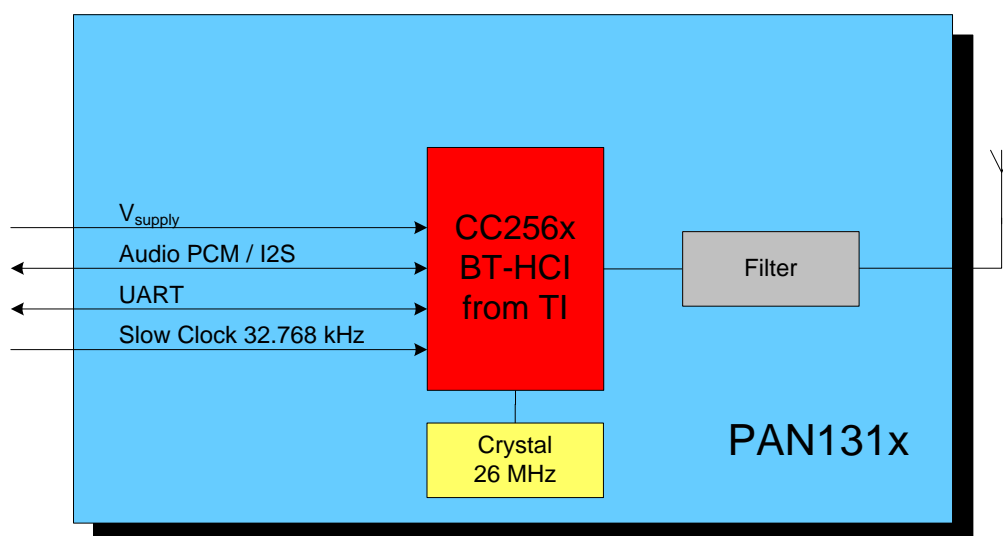 V_supply
Audio PCM / I2S
UART
Slow Clock 32.768 kHz
CC256x
BT-HCI
from TI
Filter
Crystal
26 MHz
PAN131x